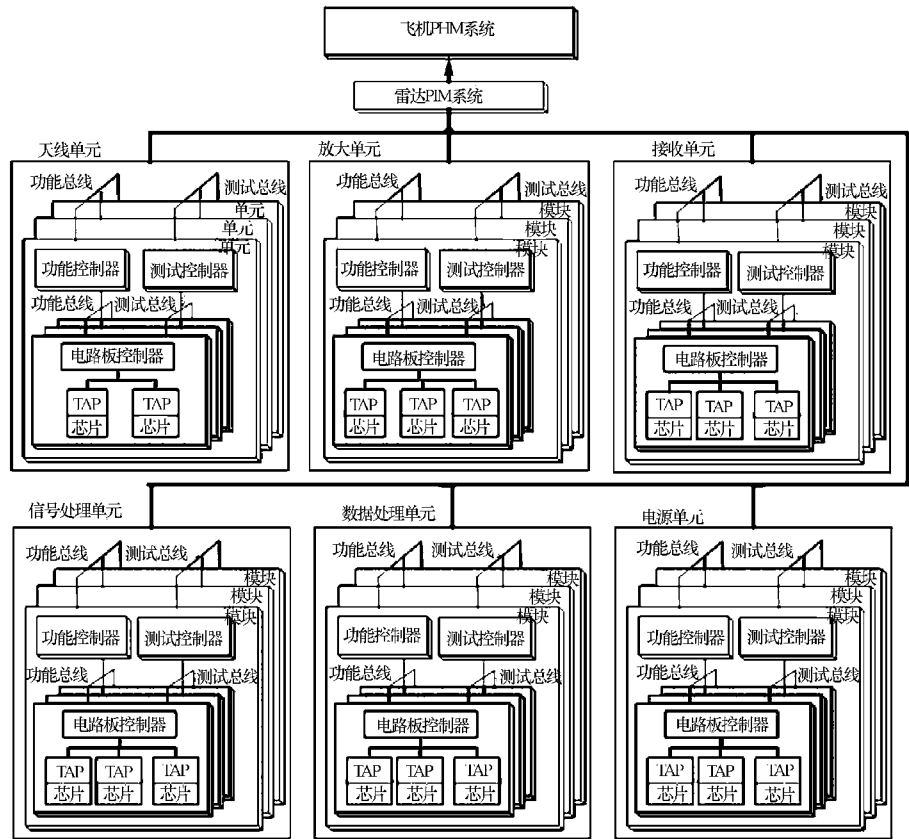 飞机PHM系统
雷达PIM系统
天线单元
功能总线
测试总线
单元
单元
单元
功能控制器
测试控制器
功能总线
测试总线
电路板控制器
TAP
TAP
芯片
芯片
放大单元
功能总线
测试总线
模块
模块
模块
功能控制器
测试控制器
功能总线
测试总线
电路板控制器
TAP
TAP
TAP
芯片
芯片
芯片
接收单元
功能总线
测试总线
模块
模块
模块
功能控制器
测试控制器
功能总线
测试总线
电路板控制器
TAP
TAP
TAP
芯片
芯片
芯片
信号处理单元
功能总线
测试总线
模块
模块
模块
功能控制器
测试控制器
功能总线
测试总线
电路板控制器
TAP
TAP
TAP
芯片
芯片
芯片
数据处理单元
功能总线
测试总线
模块
模块
模块
功能控制器
测试控制器
功能总线
测试总线
电路板控制器
TAP
TAP
TAP
芯片
芯片
芯片
电源单元
功能总线
测试总线
模块
模块
模块
功能控制器
测试控制器
功能总线
测试总线
电路板控制器
TAP
TAP
TAP
芯片
芯片
芯片